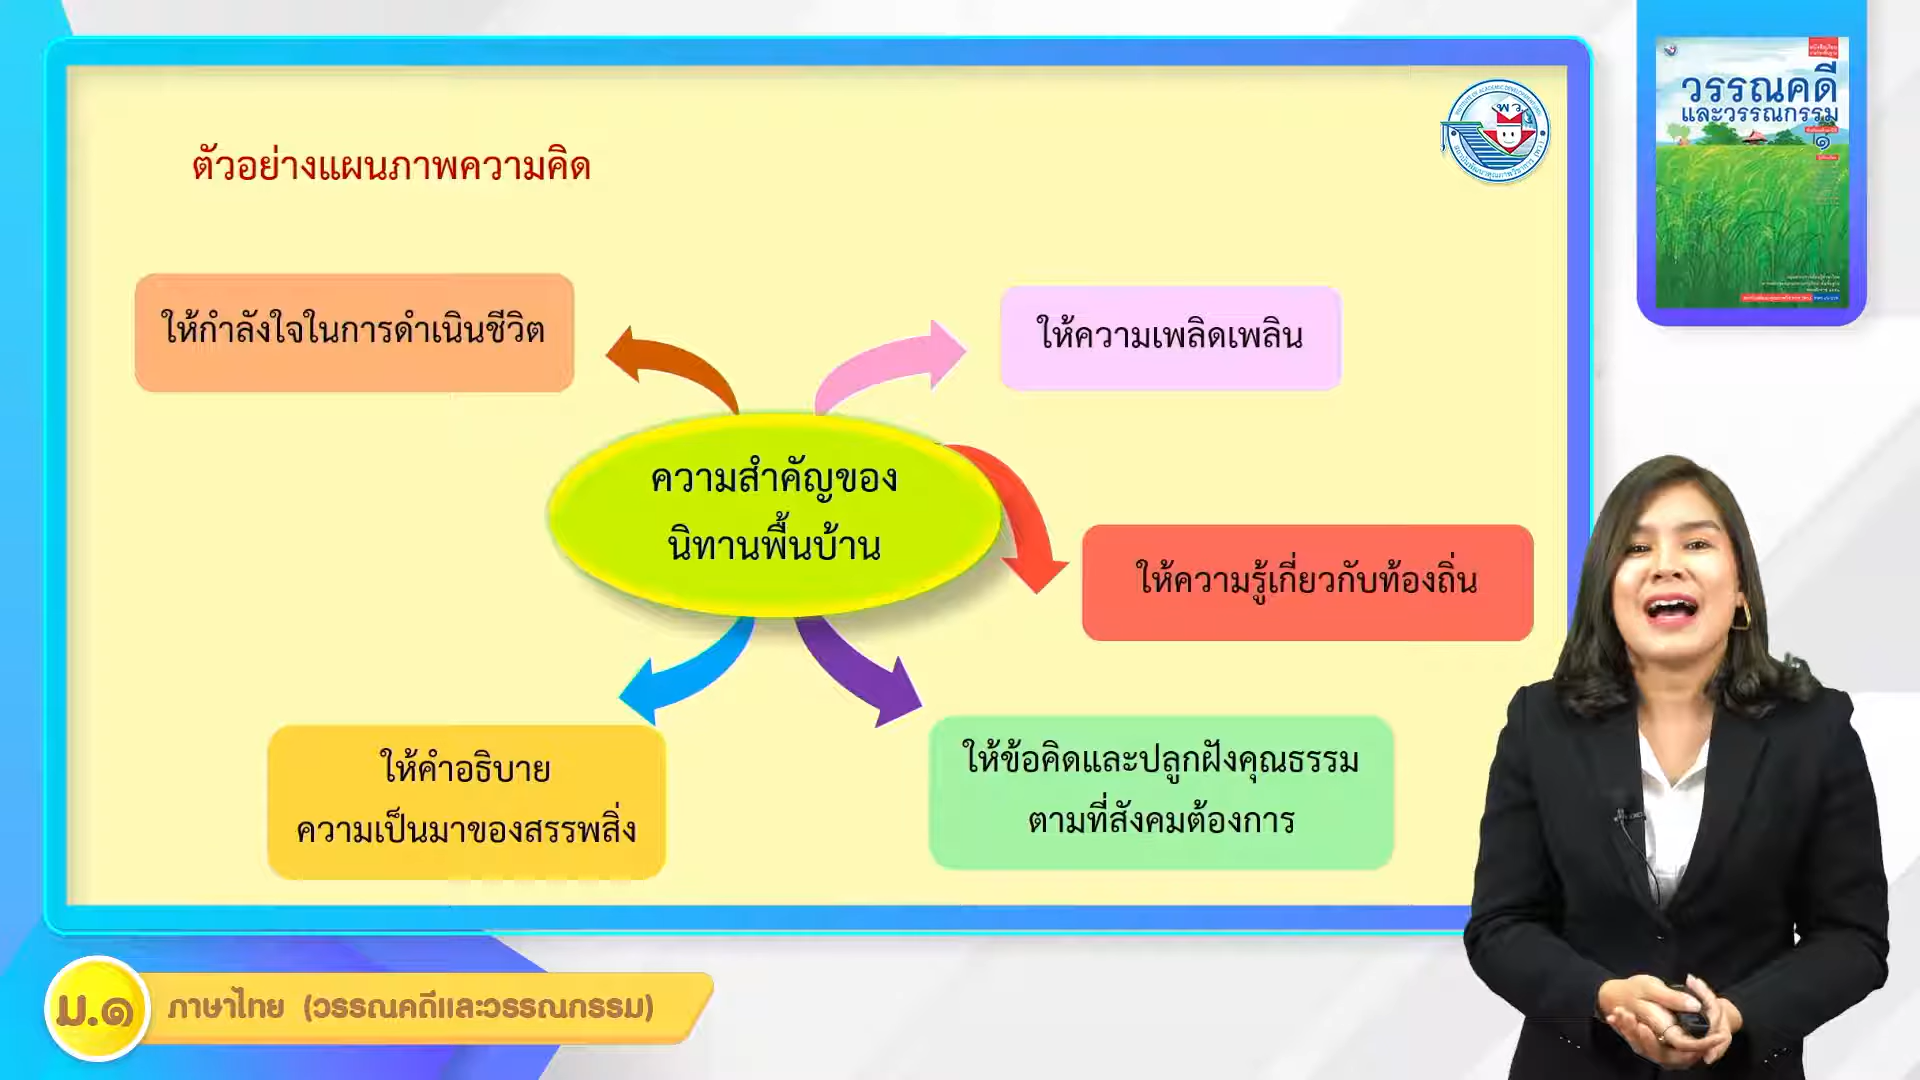 ตัวอย่างแผนภาพความคิด
ให้กำลังใจในการดำเนินชีวิต
ให้ความเพลิดเพลิน
ความสำคัญของ
นิทานพื้นบ้าน
ให้ความรู้เกี่ยวกับท้องถิ่น
ให้คำอธิบาย
ความเป็นมาของสรรพสิ่ง
ให้ข้อคิดและปลูกฝังคุณธรรม
ตามที่สังคมต้องการ
พว
วรรณคดี
และวรรณกรรม
๑
ม.๑
ภาษาไทย (วรรณคดีและวรรณกรรม)